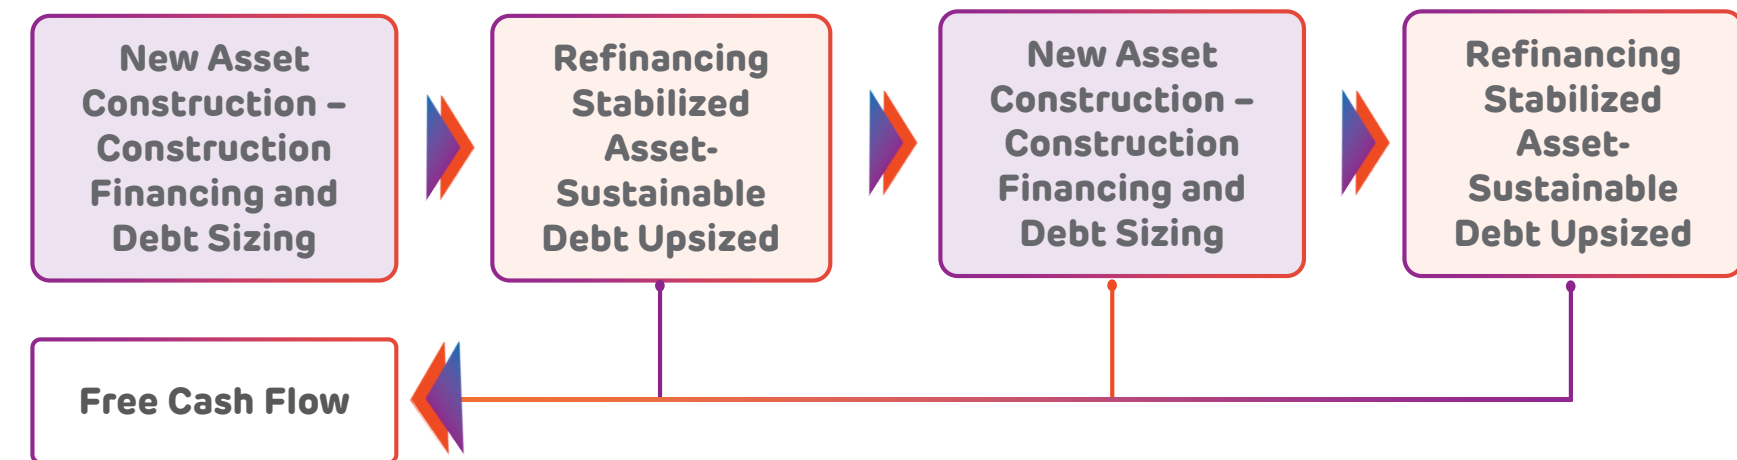 New Asset
Construction –
Construction
Financing and
Debt Sizing
Refinancing
Stabilized
Asset-
Sustainable
Debt Upsized
New Asset
Construction –
Construction
Financing and
Debt Sizing
Refinancing
Stabilized
Asset-
Sustainable
Debt Upsized
Free Cash Flow